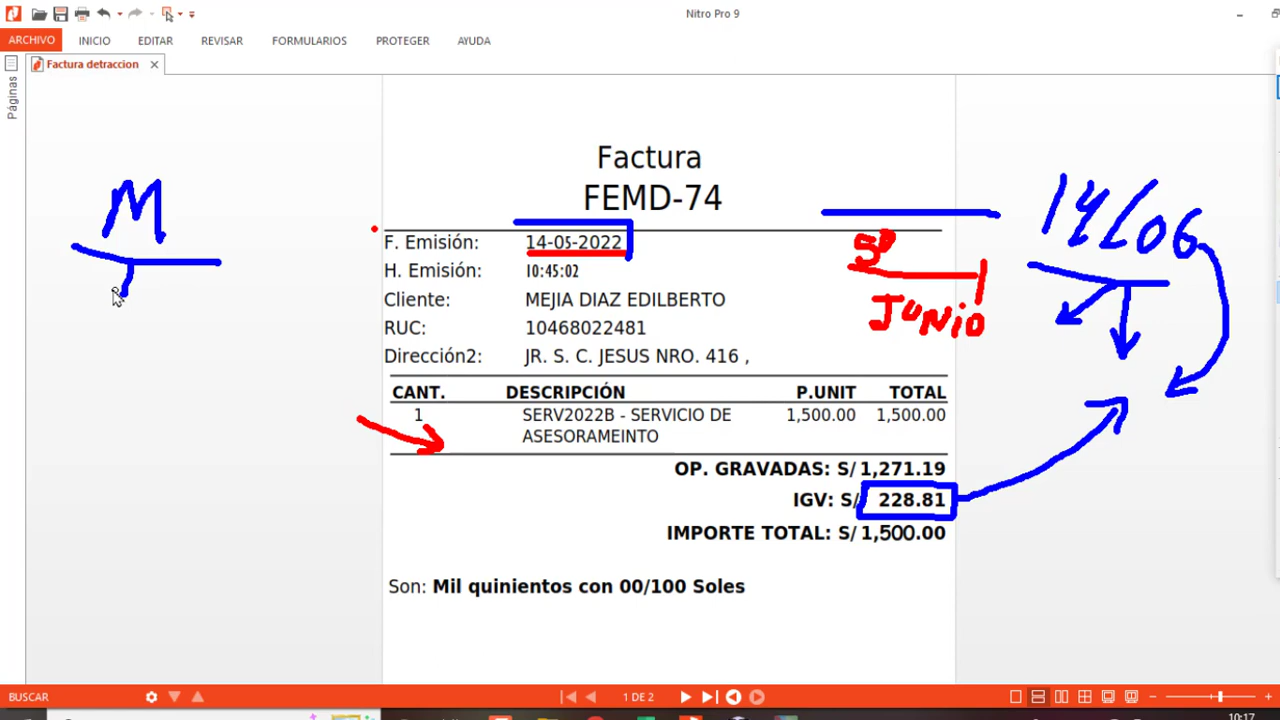 Nitro Pro 9
ARCHIVO INICIO EDITAR REVISAR FORMULARIOS PROTEGER AYUDA
Factura detraccion
Páginas
Factura
FEMD-74
F. Emisión: 14-05-2022
H. Emisión: 10:45:02
Cliente: MEJIA DIAZ EDILBERTO
RUC: 10468022481
Dirección2: JR. S. C. JESUS NRO. 416 ,
CANT. DESCRIPCIÓN P.UNIT TOTAL
1 SERV2022B - SERVICIO DE 1,500.00 1,500.00
ASESORAMEINTO
OP. GRAVADAS: S/ 1,271.19
IGV: S/ 228.81
IMPORTE TOTAL: S/ 1,500.00
Son: Mil quinientos con 00/100 Soles
M
5º
JUNIO
14/06
BUSCAR
1 DE 2
10:17